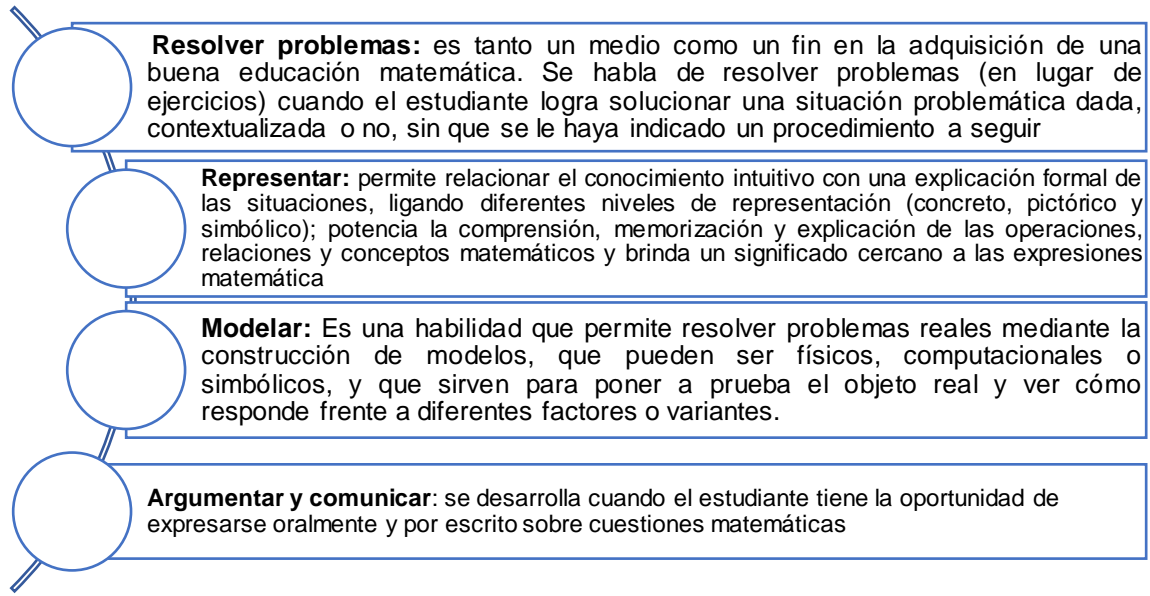 Resolver problemas: es tanto un medio como un fin en la adquisición de una
buena educación matemática. Se habla de resolver problemas (en lugar de
ejercicios) cuando el estudiante logra solucionar una situación problemática dada,
contextualizada o no, sin que se le haya indicado un procedimiento a seguir
Representar: permite relacionar el conocimiento intuitivo con una explicación formal de
las situaciones, ligando diferentes niveles de representación (concreto, pictórico y
simbólico); potencia la comprensión, memorización y explicación de las operaciones,
relaciones y conceptos matemáticos y brinda un significado cercano a las expresiones
matemática
Modelar: Es una habilidad que permite resolver problemas reales mediante la
construcción de modelos, que pueden ser físicos, computacionales o
simbólicos, y que sirven para poner a prueba el objeto real y ver cómo
responde frente a diferentes factores o variantes.
Argumentar y comunicar: se desarrolla cuando el estudiante tiene la oportunidad de
expresarse oralmente y por escrito sobre cuestiones matemáticas